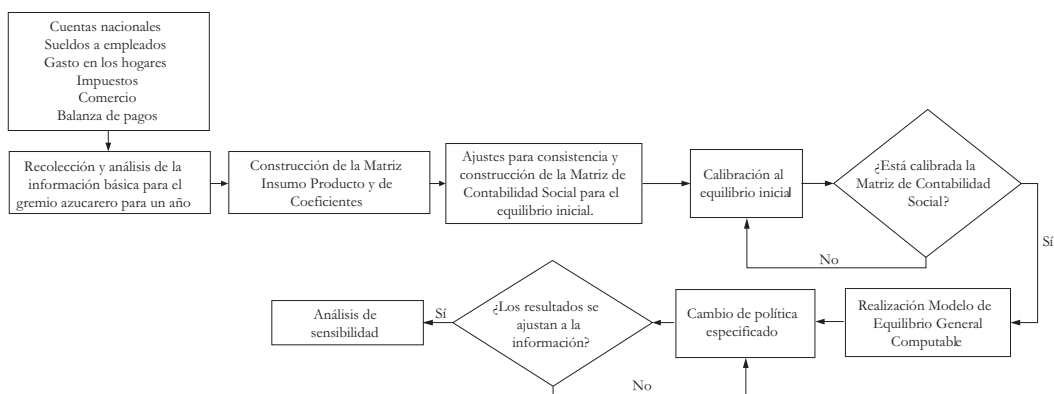 Cuentas nacionales
Sueldos a empleados
Gasto en los hogares
Impuestos
Comercio
Balanza de pagos
Recolección y análisis de la
información básica para el
gremio azucarero para un año
Construcción de la Matriz
Insumo Producto y de
Coeficientes
Ajustes para consistencia y
construcción de la Matriz de
Contabilidad Social para el
equilibrio inicial.
Calibración al
equilibrio inicial
¿Está calibrada la
Matriz de Contabilidad
Social?
No
Sí
Realización Modelo de
Equilibrio General
Computable
Cambio de política
especificado
¿Los resultados se
ajustan a la
información?
Sí
Análisis de
sensibilidad
No